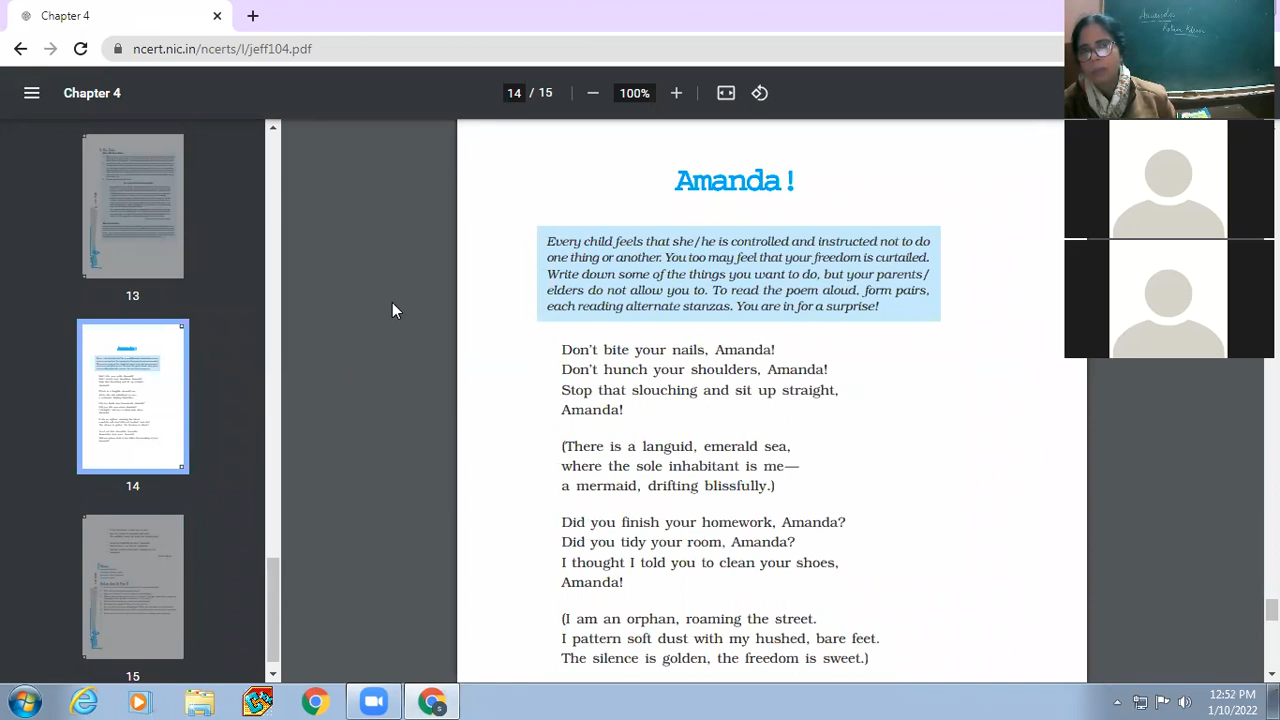 Chapter 4
ncert.nic.in/ncerts/l/jeff104.pdf
Chapter 4
14 / 15
100%
Amanda
13
14
15
Amanda!
Every child feels that she/he is controlled and instructed not to do
one thing or another. You too may feel that your freedom is curtailed.
Write down some of the things you want to do, but your parents/
elders do not allow you to. To read the poem aloud, form pairs,
each reading alternate stanzas. You are in for a surprise!
Don't bite your nails, Amanda!
Don't hunch your shoulders, Amanda!
Stop that slouching and sit up straight,
Amanda!
(There is a languid, emerald sea,
where the sole inhabitant is me—
a mermaid, drifting blissfully.)
Did you finish your homework, Amanda?
Did you tidy your room, Amanda?
I thought I told you to clean your shoes,
Amanda!
(I am an orphan, roaming the street.
I pattern soft dust with my hushed, bare feet.
The silence is golden, the freedom is sweet.)
12:52 PM
1/10/2022